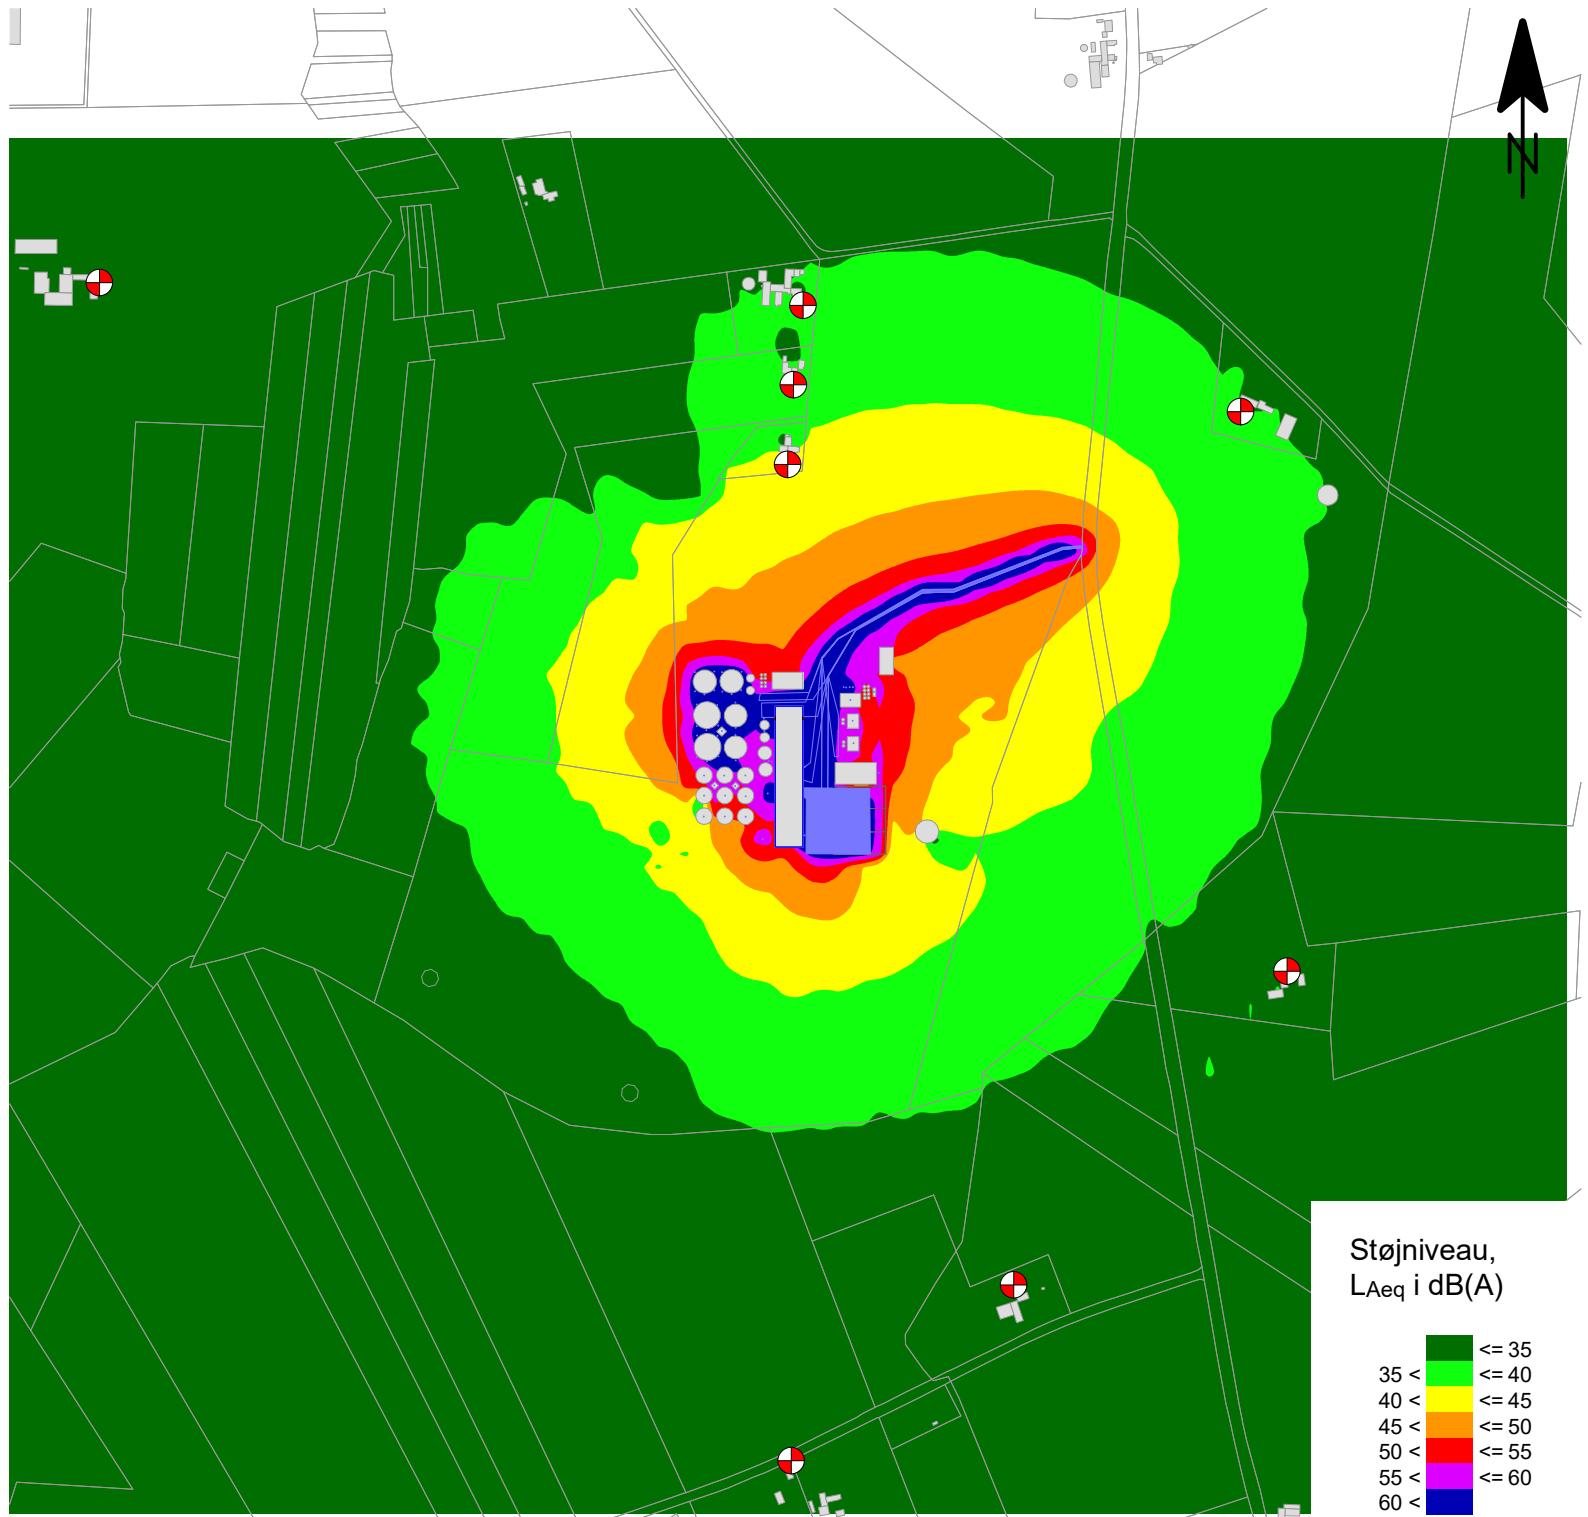 N
Støjniveau,
LAeq i dB(A)
<= 35
35 < <= 40
40 < <= 45
45 < <= 50
50 < <= 55
55 < <= 60
60 <